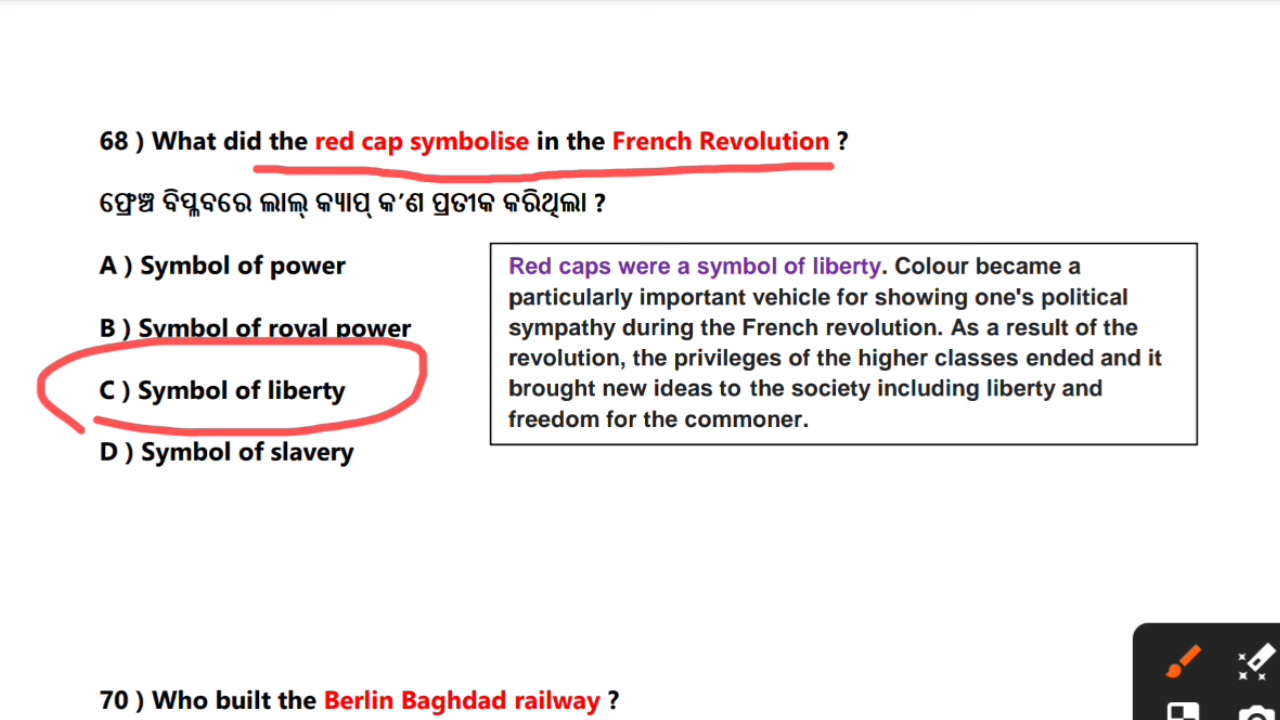 68 ) What did the red cap symbolise in the French Revolution ?
ଫ୍ରେଞ୍ଚ ବିପ୍ଳବରେ ଲାଲ୍ କ୍ୟାପ୍ କ'ଣ ପ୍ରତୀକ କରିଥିଲା ?
A ) Symbol of power
B ) Symbol of royal power
C ) Symbol of liberty
D ) Symbol of slavery
Red caps were a symbol of liberty. Colour became a
particularly important vehicle for showing one's political
sympathy during the French revolution. As a result of the
revolution, the privileges of the higher classes ended and it
brought new ideas to the society including liberty and
freedom for the commoner.
70 ) Who built the Berlin Baghdad railway ?